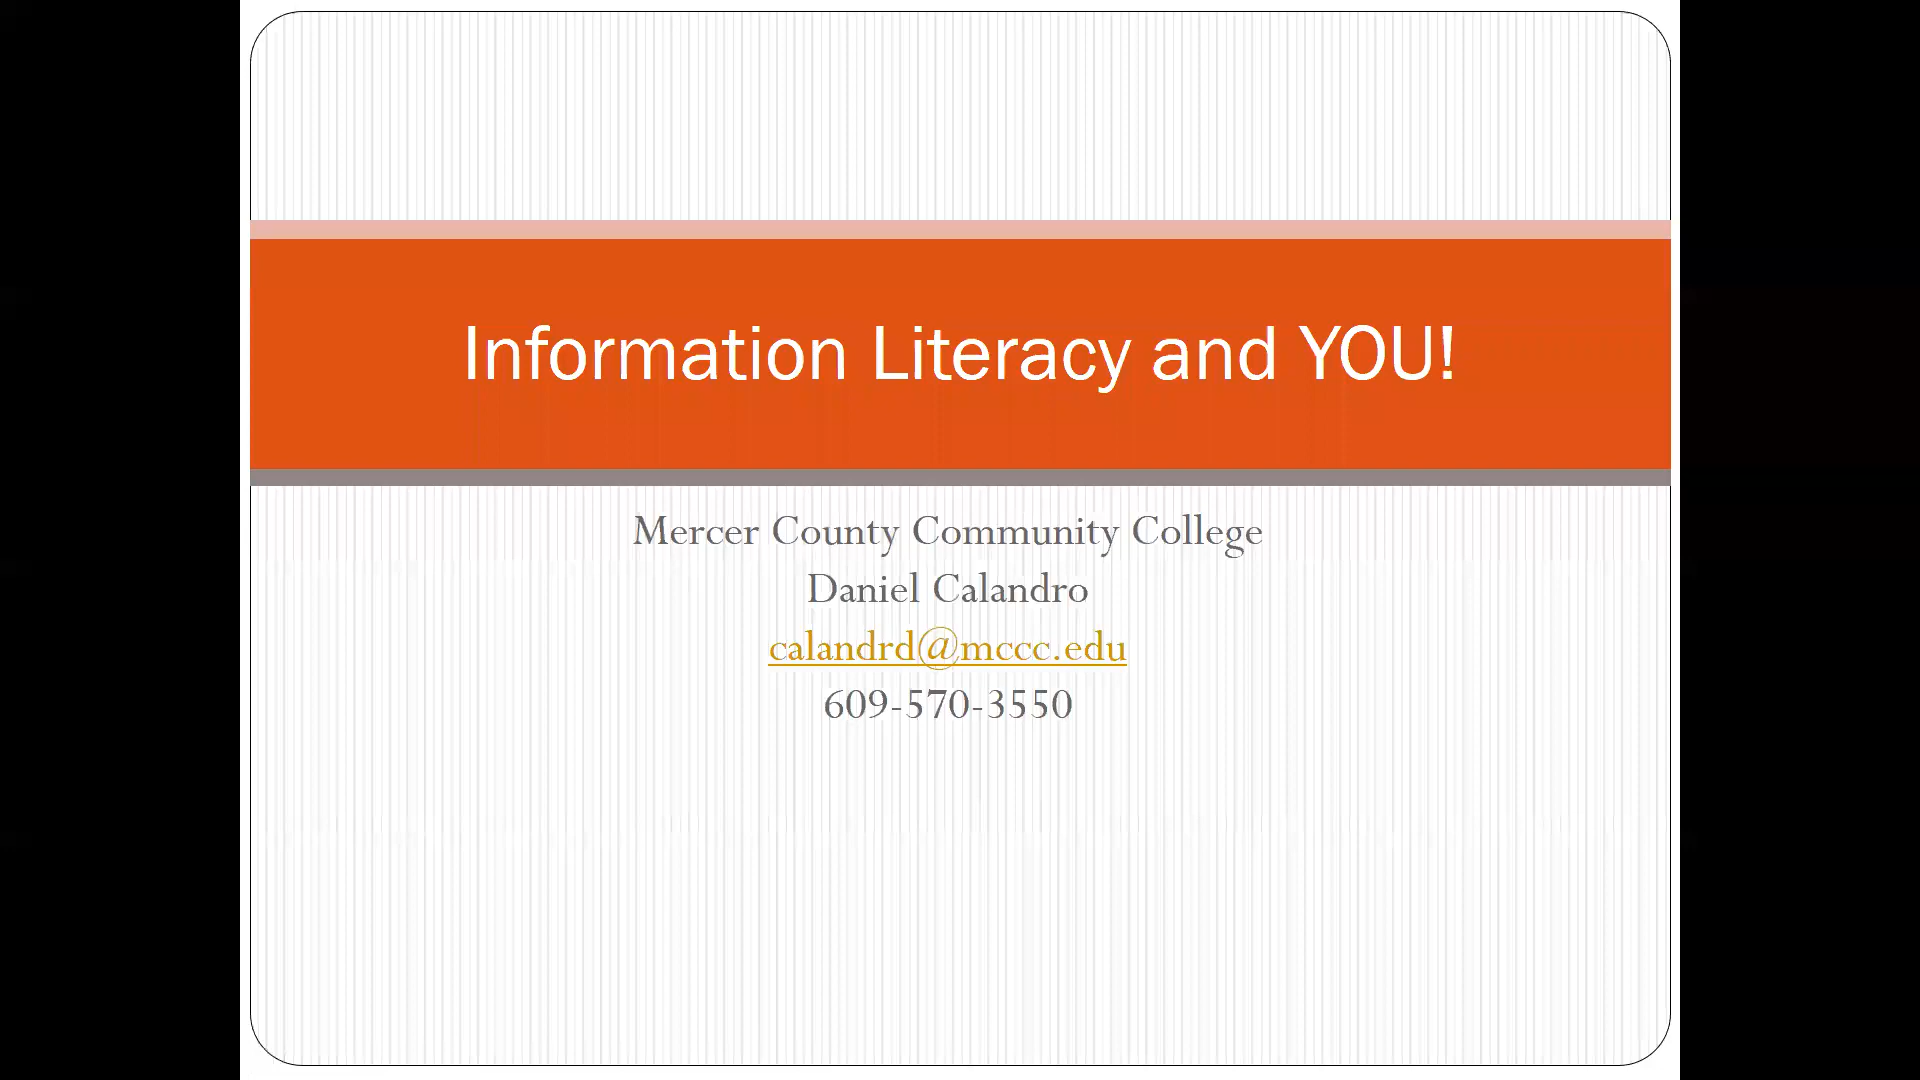 Information Literacy and YOU!
Mercer County Community College
Daniel Calandro
calandrd@mccc.edu
609-570-3550